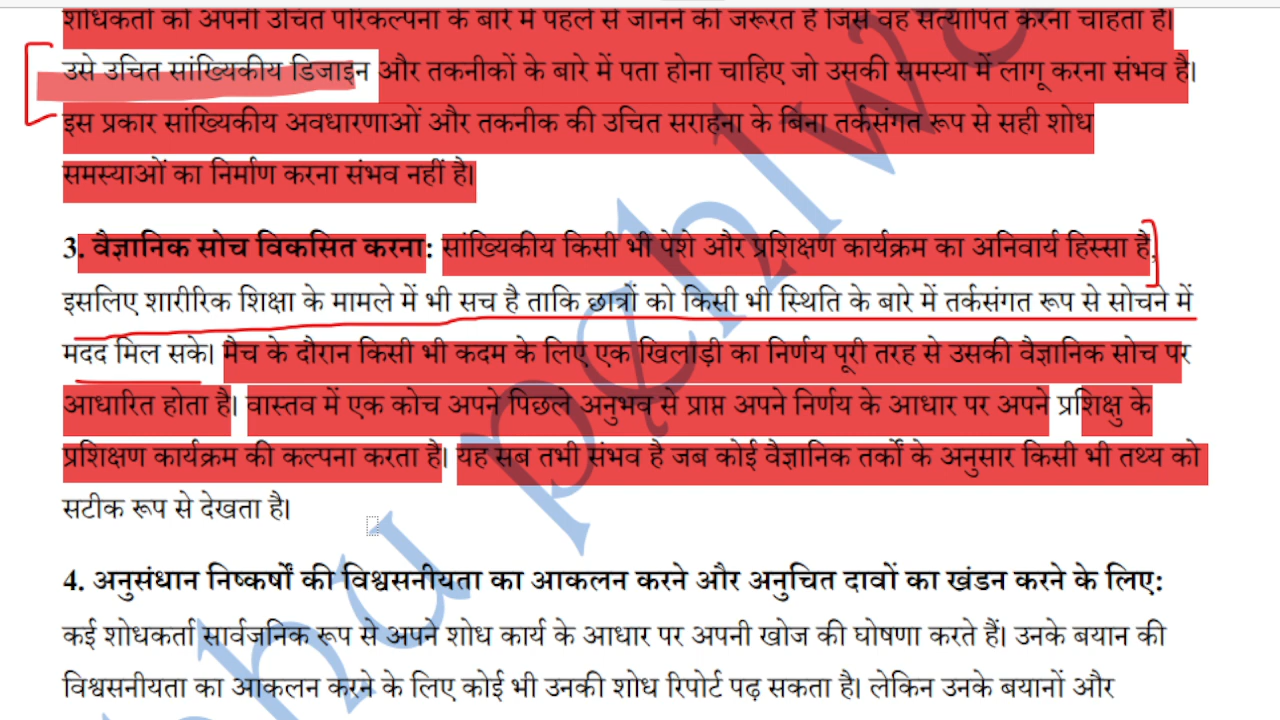 शोधकर्ता को अपनी उचित परिकल्पना के बारे में पहले से जानने की जरूरत है जिसे वह सत्यापित करना चाहता है।
उसे उचित सांख्यिकीय डिजाइन और तकनीकों के बारे में पता होना चाहिए जो उसकी समस्या में लागू करना संभव है।
इस प्रकार सांख्यिकीय अवधारणाओं और तकनीक की उचित सराहना के बिना तर्कसंगत रूप से सही शोध
समस्याओं का निर्माण करना संभव नहीं है।
3. वैज्ञानिक सोच विकसित करना: सांख्यिकीय किसी भी पेशे और प्रशिक्षण कार्यक्रम का अनिवार्य हिस्सा है,
इसलिए शारीरिक शिक्षा के मामले में भी सच है ताकि छात्रों को किसी भी स्थिति के बारे में तर्कसंगत रूप से सोचने में
मदद मिल सके। मैच के दौरान किसी भी कदम के लिए एक खिलाड़ी का निर्णय पूरी तरह से उसकी वैज्ञानिक सोच पर
आधारित होता है। वास्तव में एक कोच अपने पिछले अनुभव से प्राप्त अपने निर्णय के आधार पर अपने प्रशिक्षु के
प्रशिक्षण कार्यक्रम की कल्पना करता है। यह सब तभी संभव है जब कोई वैज्ञानिक तर्कों के अनुसार किसी भी तथ्य को
सटीक रूप से देखता है।
4. अनुसंधान निष्कर्षों की विश्वसनीयता का आकलन करने और अनुचित दावों का खंडन करने के लिए:
कई शोधकर्ता सार्वजनिक रूप से अपने शोध कार्य के आधार पर अपनी खोज की घोषणा करते हैं। उनके बयान की
विश्वसनीयता का आकलन करने के लिए कोई भी उनकी शोध रिपोर्ट पढ़ सकता है। लेकिन उनके बयानों और